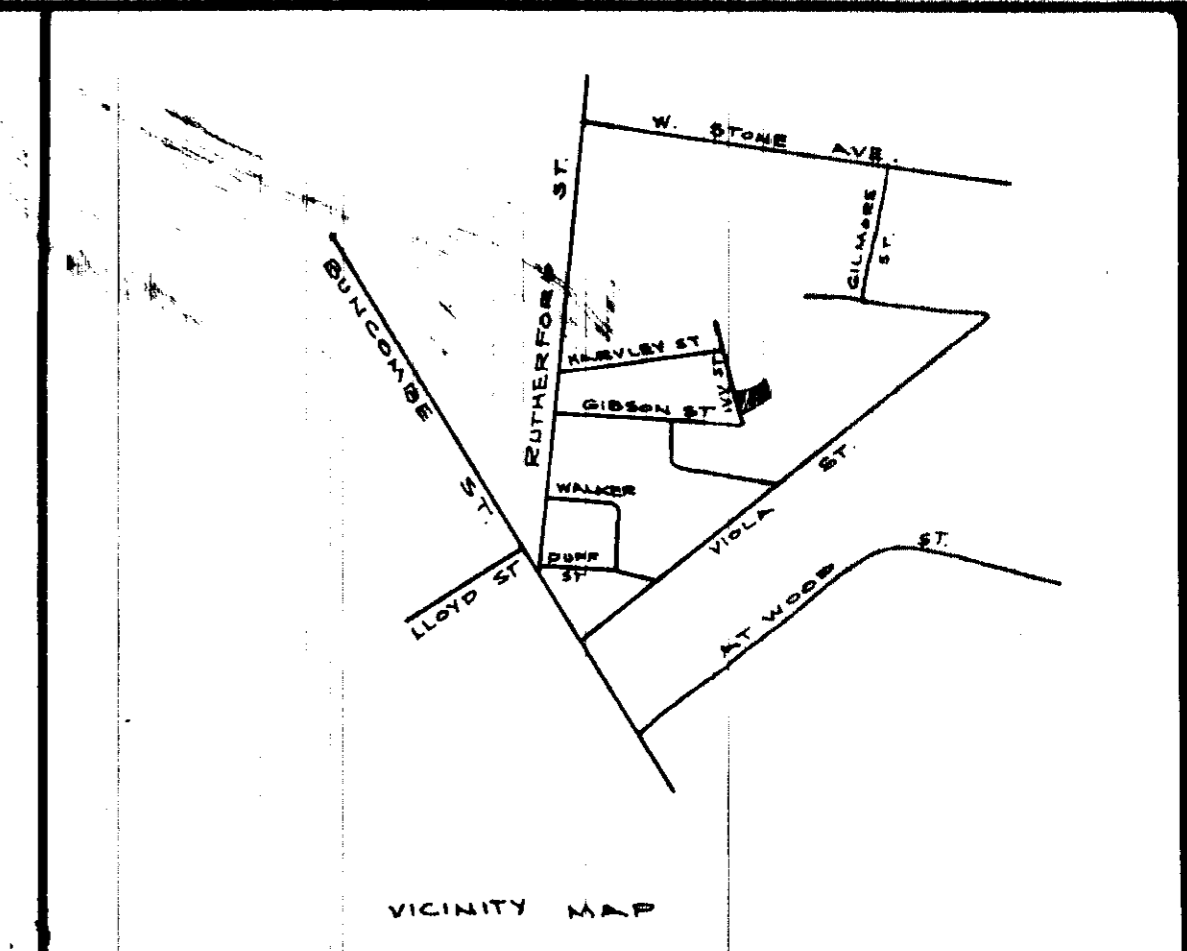 W. STONE AVE.
GILMORE ST.
RUTHERFORD ST.
BUNCOMBE ST.
ST
IVY ST
GIBSON ST
WALKER
DUFF ST
VIOLA ST.
LLOYD ST
ATWOOD ST.
VICINITY MAP